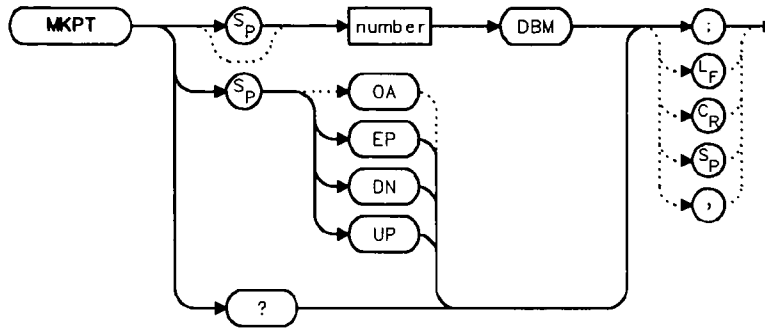 MKPT SP number DBM ;
SP OA LF
EP CR
DN SP
UP ,
?